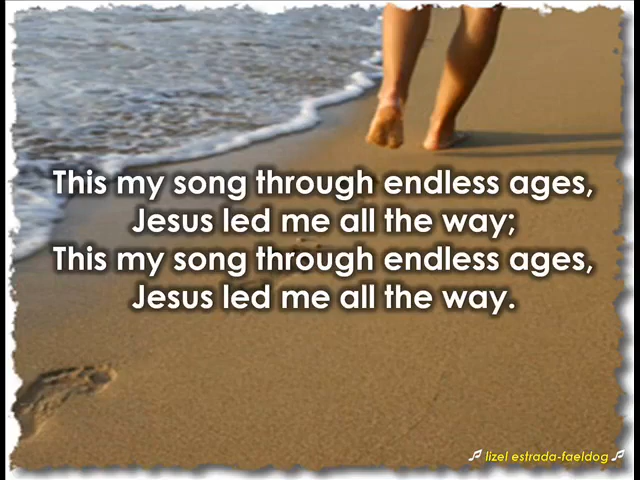 This my song through endless ages,
Jesus led me all the way;
This my song through endless ages,
Jesus led me all the way.
♫ lizel estrada-faeldog ♫